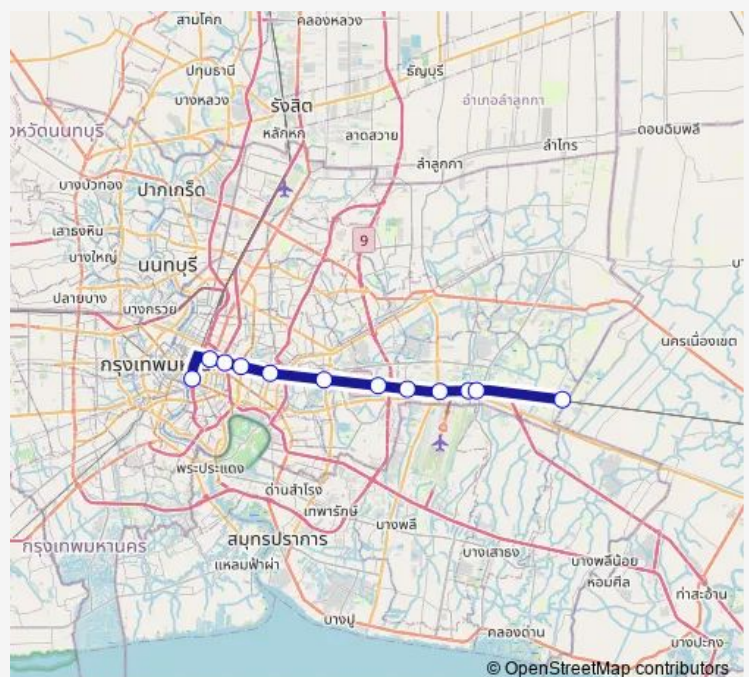 สามโคก
คลองหลวง
ปทุมธานี
ธัญบุรี
บางหลวง
รังสิต
อำเภอลำลูกกา
หลักหก
ลาดสวาย
ดอนฉิมพลี
งหวัดนนทบุรี
ลำลูกกา
ลำไทร
บางบัวทอง
ปากเกร็ด
เสาธงหิน
9
บางใหญ่
นนทบุรี
ปลายบาง
บางกรวย
นครเนื่องเขต
กรุงเทพมห
พระประแดง
ด่านสำโรง
เทพารักษ์
บางพลี
กรุงเทพมหานคร
สมุทรปราการ
แหลมฟ้าผ่า
บางเสาธง
บางพลีน้อย
หอมศีล
ท่าสะอ้าน
บางปู
คลองด่าน
บางปะกง
© OpenStreetMap contributors